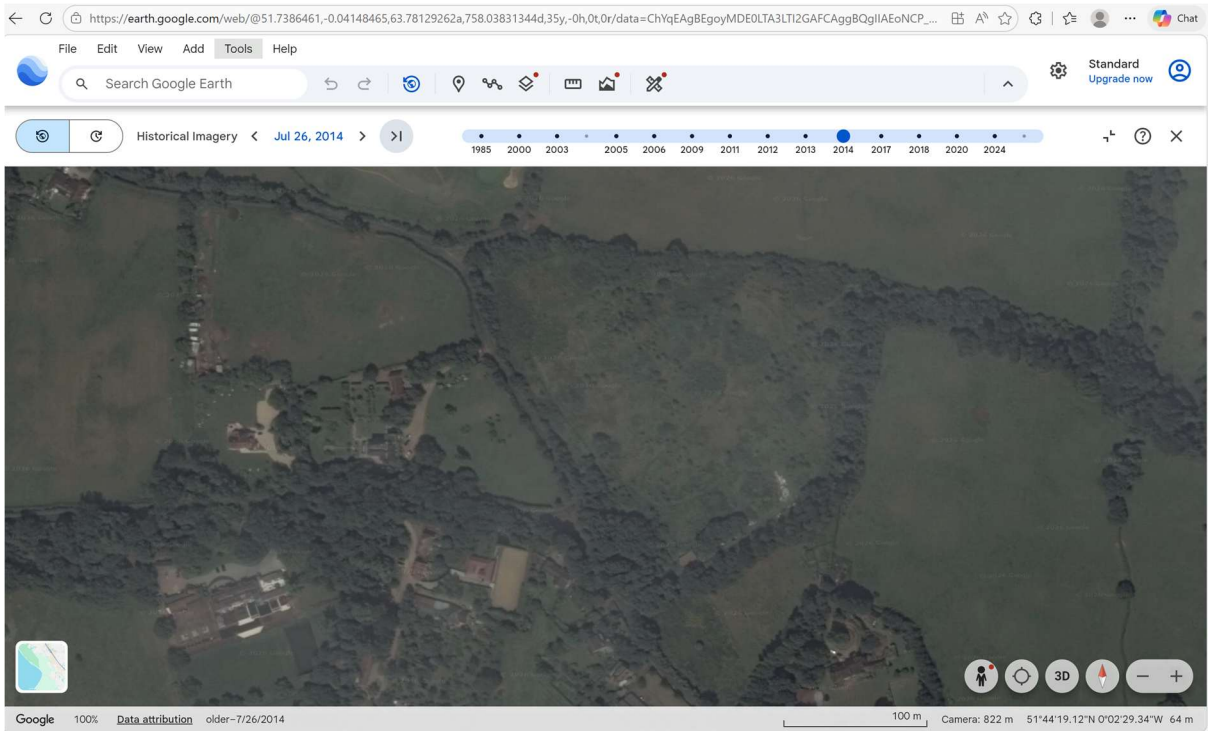 https://earth.google.com/web/@51.7386461,-0.04148465,63.78129262a,758.03831344d,35y,-0h,0t,0r/data=ChYqEAgBEgoyMDE0LTA3LTI2GAFCAggBQgIIAEoNCP_...
Chat
File Edit View Add Tools Help
Search Google Earth
Standard
Upgrade now
Historical Imagery
Jul 26, 2014
1985 2000 2003 2005 2006 2009 2011 2012 2013 2014 2017 2018 2020 2024
3D
Google 100% Data attribution older–7/26/2014 100 m Camera: 822 m 51°44'19.12"N 0°02'29.34"W 64 m